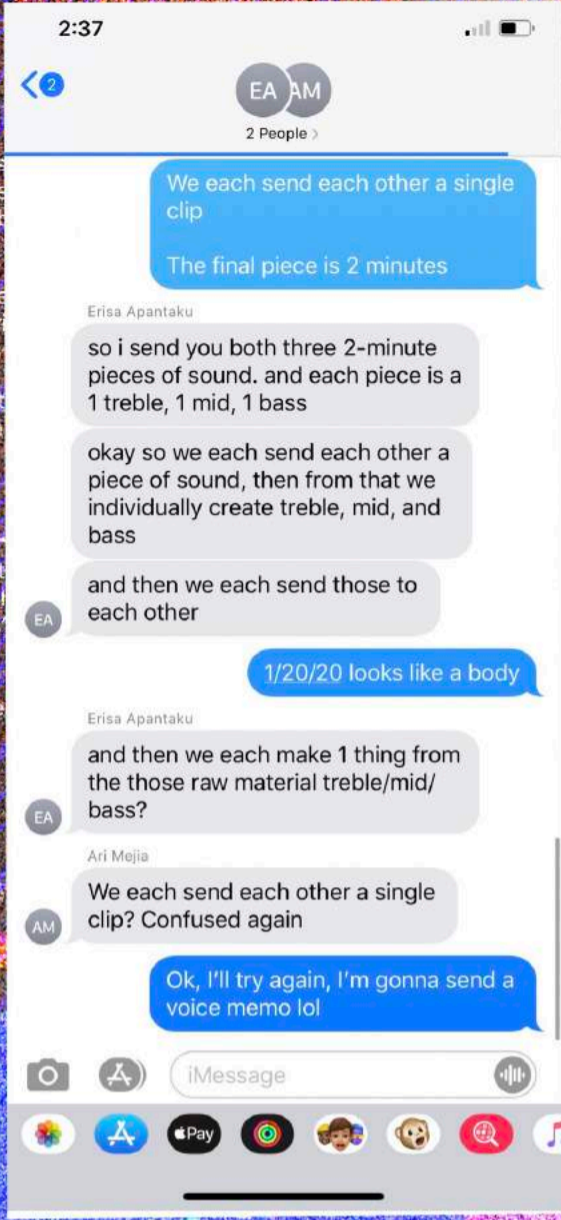 2:37
2
EA AM
2 People
We each send each other a single
clip
The final piece is 2 minutes
Erisa Apantaku
so i send you both three 2-minute
pieces of sound. and each piece is a
1 treble, 1 mid, 1 bass
okay so we each send each other a
piece of sound, then from that we
individually create treble, mid, and
bass
and then we each send those to
each other
EA
1/20/20 looks like a body
Erisa Apantaku
and then we each make 1 thing from
the those raw material treble/mid/
bass?
EA
Ari Mejia
We each send each other a single
clip? Confused again
AM
Ok, I'll try again, I'm gonna send a
voice memo lol
iMessage
Pay